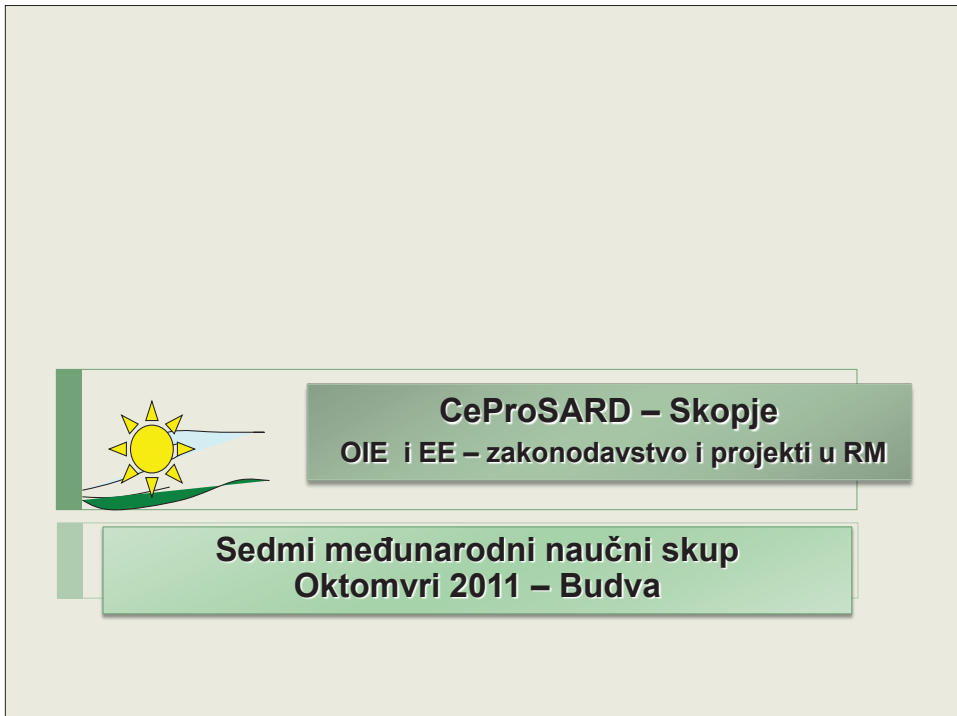 CeProSARD – Skopje
OIE i EE – zakonodavstvo i projekti u RM
Sedmi međunarodni naučni skup
Oktomvri 2011 – Budva